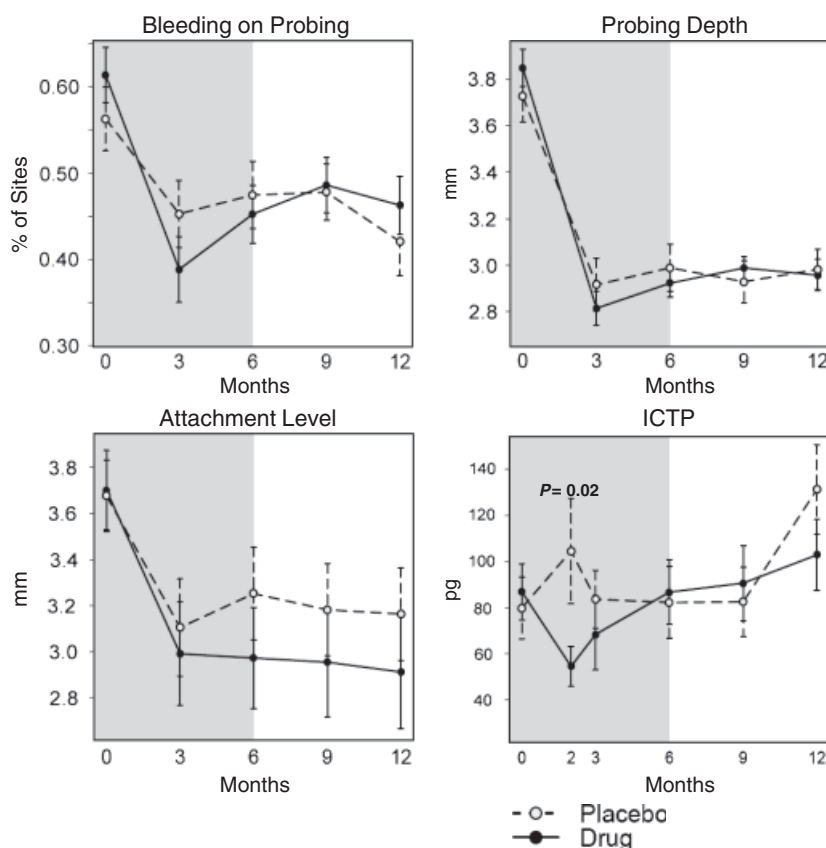 Bleeding on Probing
% of Sites
0.60
0.50
0.40
0.30
0 3 6 9 12
Months
Probing Depth
mm
3.8
3.6
3.4
3.2
3.0
2.8
0 3 6 9 12
Months
Attachment Level
mm
3.8
3.6
3.4
3.2
3.0
2.8
0 3 6 9 12
Months
ICTP
P= 0.02
pg
140
120
100
80
60
40
0 2 3 6 9 12
Months
Placebo
Drug